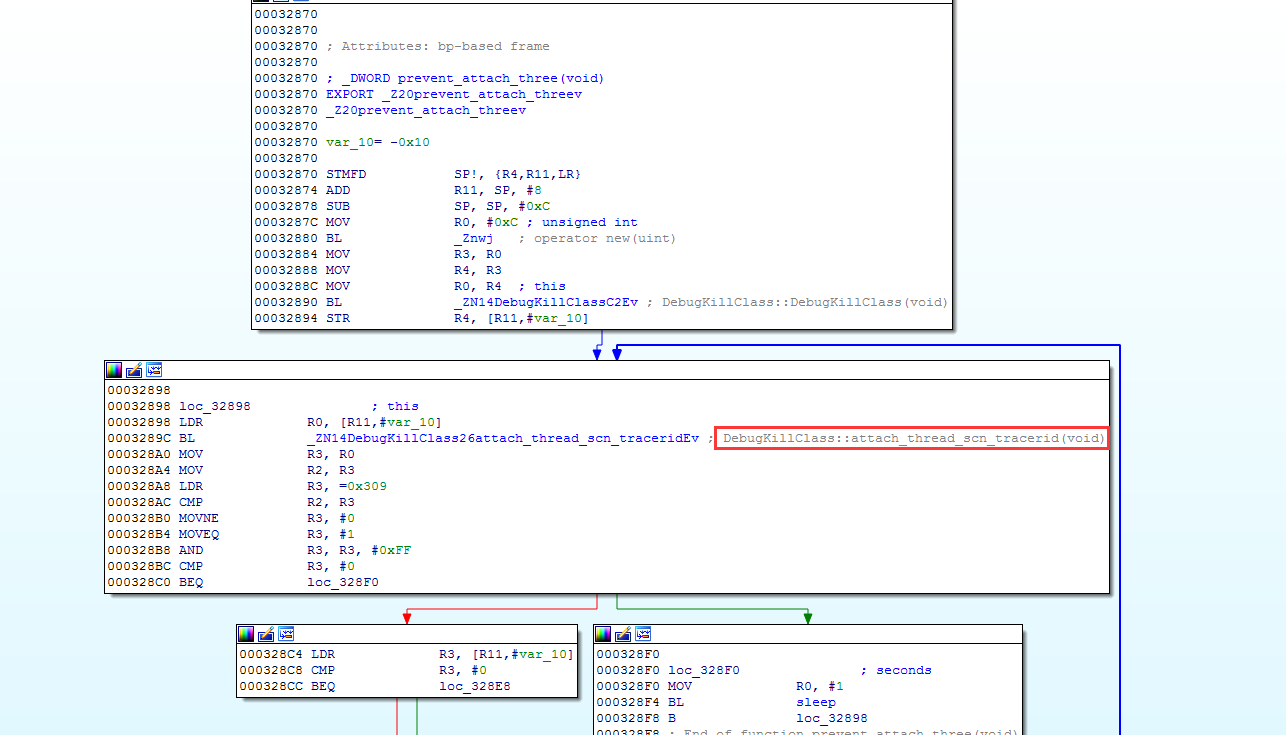 00032870
00032870
00032870 ; Attributes: bp-based frame
00032870
00032870 ; _DWORD prevent_attach_three(void)
00032870 EXPORT _Z20prevent_attach_threev
00032870 _Z20prevent_attach_threev
00032870
00032870 var_10= -0x10
00032870
00032870 STMFD SP!, {R4,R11,LR}
00032874 ADD R11, SP, #8
00032878 SUB SP, SP, #0xC
0003287C MOV R0, #0xC ; unsigned int
00032880 BL _Znwj ; operator new(uint)
00032884 MOV R3, R0
00032888 MOV R4, R3
0003288C MOV R0, R4 ; this
00032890 BL _ZN14DebugKillClassC2Ev ; DebugKillClass::DebugKillClass(void)
00032894 STR R4, [R11,#var_10]
00032898
00032898 loc_32898 ; this
00032898 LDR R0, [R11,#var_10]
0003289C BL _ZN14DebugKillClass26attach_thread_scn_traceridEv ; DebugKillClass::attach_thread_scn_tracerid(void)
000328A0 MOV R3, R0
000328A4 MOV R2, R3
000328A8 LDR R3, =0x309
000328AC CMP R2, R3
000328B0 MOVNE R3, #0
000328B4 MOVEQ R3, #1
000328B8 AND R3, R3, #0xFF
000328BC CMP R3, #0
000328C0 BEQ loc_328F0
000328C4 LDR R3, [R11,#var_10]
000328C8 CMP R3, #0
000328CC BEQ loc_328E8
000328F0
000328F0 loc_328F0 ; seconds
000328F0 MOV R0, #1
000328F4 BL sleep
000328F8 B loc_32898
000328F8 ; End of function prevent_attach_three(void)